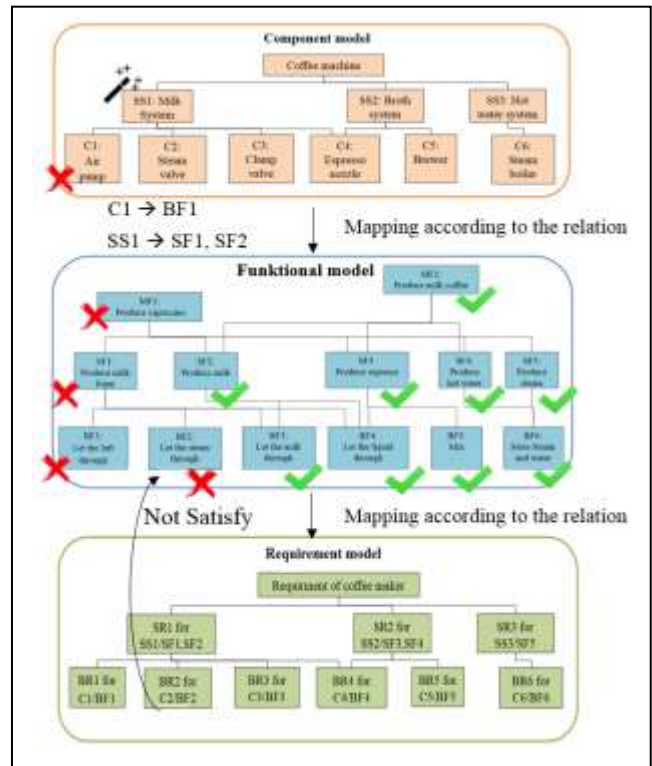 Component model
Coffee machine
SS1: Milk
System
SS2: Broth
system
SS3: Hot
water system
C1:
Air
pump
C2:
Steam
valve
C3:
Clamp
valve
C4:
Espresso
nozzle
C5:
Brewer
C6:
Steam
boiler
C1 → BF1
SS1 → SF1, SF2
Mapping according to the relation
Funktional model
MF2:
Produce milk coffee
MF1:
Produce espresso
SF1:
Produce milk
foam
SF2:
Produce milk
Produce
Produce
hot water
SF5:
Produce
steam
BF1:
Let the
through
BF2:
Let the steam
through
BF3:
Let the milk
through
BF4:
Let the liquid
through
BF5:
Mix
BF6:
steam
and water
Not Satisfy
Mapping according to the relation
Requirement model
Requirment of coffee maker
SR1 for
SS1/SF1,SF2
SR2 for
SS2/SF3,SF4
SR3 for
SS3/SF5
BR1 for
C1/BF1
BR2 for
C2/BF2
BR3 for
C3/BF3
BR4 for
C4/BF4
BR5 for
C5/BF5
BR6 for
C6/BF6